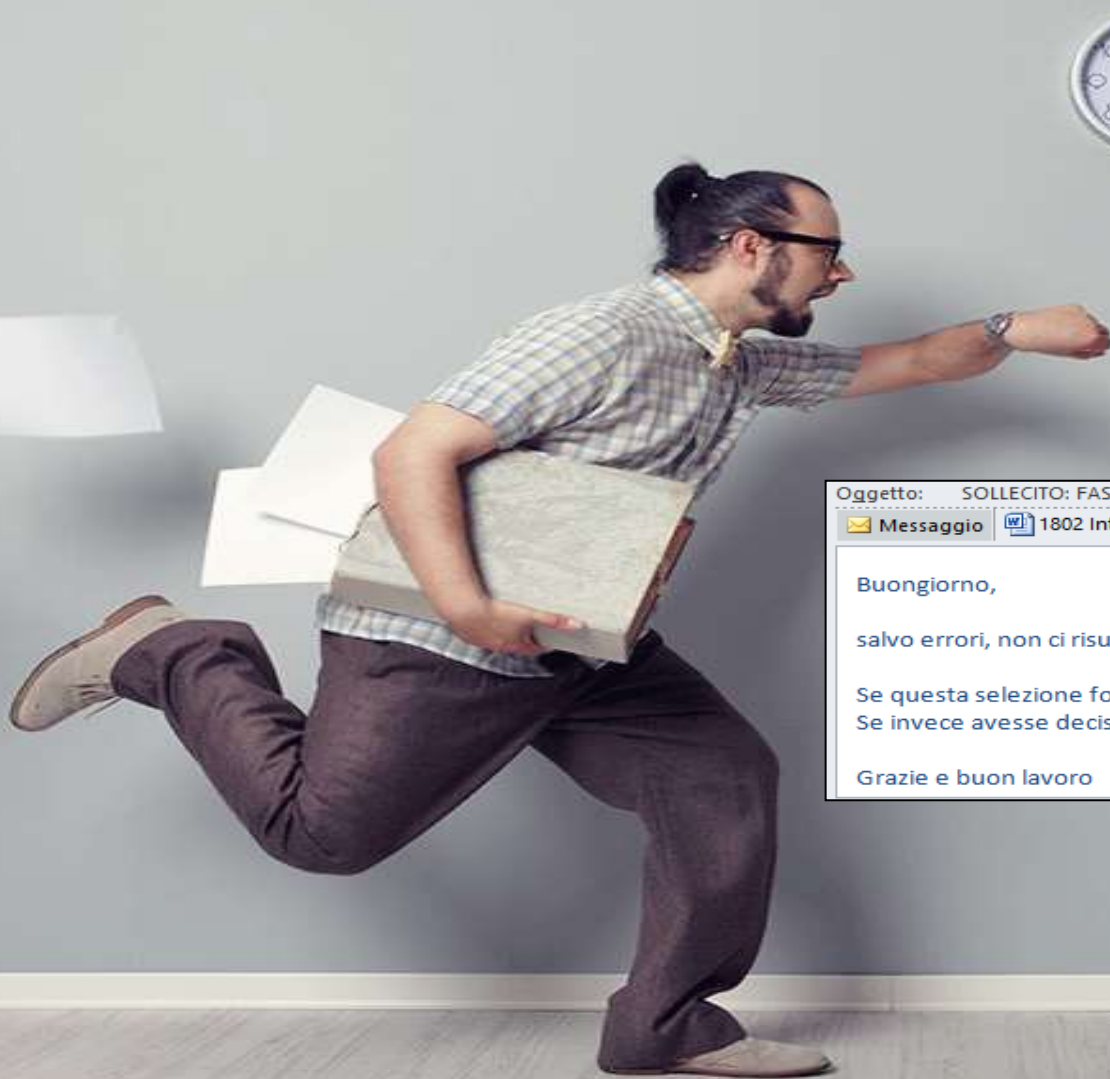 Oggetto: SOLLECITO: FAS
Messaggio 1802 Int
Buongiorno,
salvo errori, non ci risu
Se questa selezione fo
Se invece avesse decis
Grazie e buon lavoro